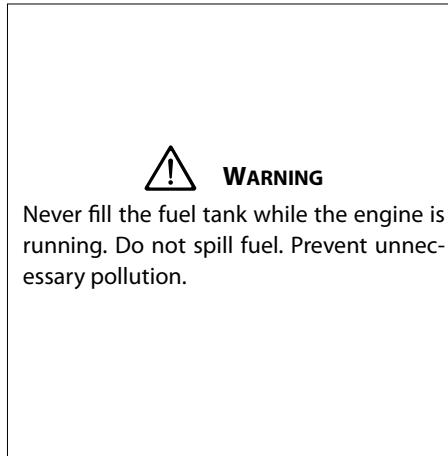 WARNING
Never fill the fuel tank while the engine is
running. Do not spill fuel. Prevent unnec-
essary pollution.